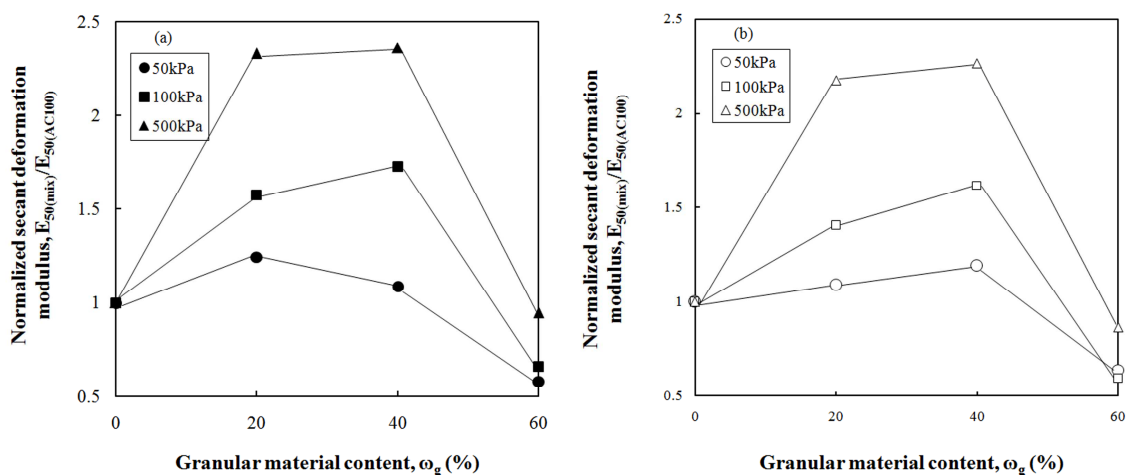 (a)
50kPa
100kPa
500kPa
2.5
2
1.5
1
0.5
0
20
40
60
Normalized secant deformation
modulus, E50(mix)/E50(AC100)
Granular material content, ωg (%)
(b)
50kPa
100kPa
500kPa
2.5
2
1.5
1
0.5
0
20
40
60
Normalized secant deformation
modulus, E50(mix)/E50(AC100)
Granular material content, ωg (%)